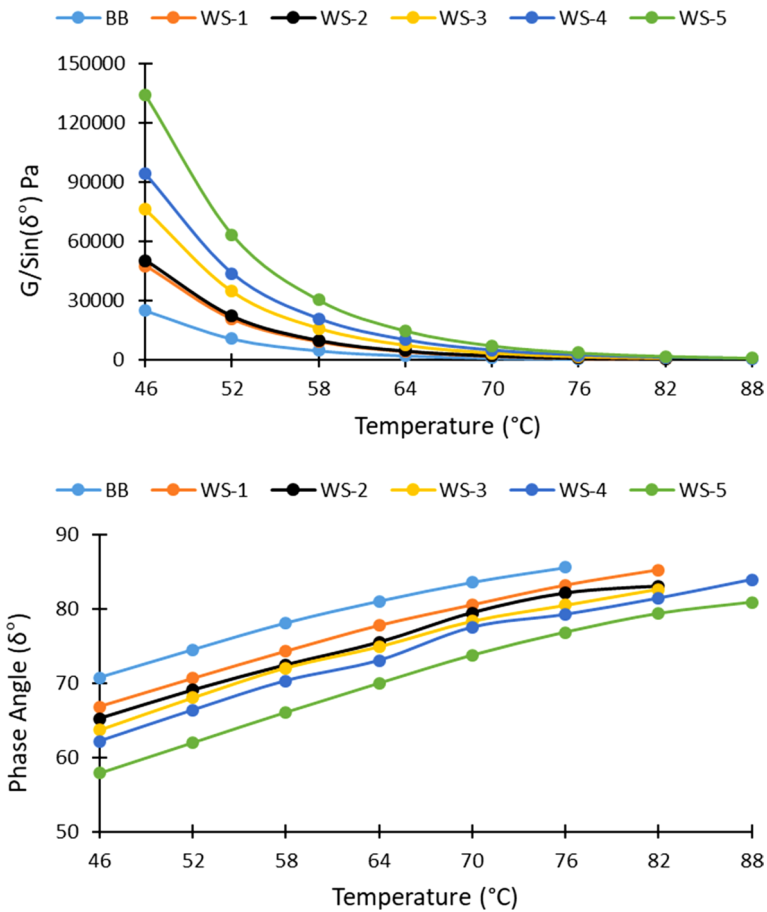 BB WS-1 WS-2 WS-3 WS-4 WS-5
150000
120000
90000
60000
30000
0
G/Sin(δ°) Pa
46 52 58 64 70 76 82 88
Temperature (°C)
BB WS-1 WS-2 WS-3 WS-4 WS-5
90
80
70
60
50
Phase Angle (δ°)
46 52 58 64 70 76 82 88
Temperature (°C)